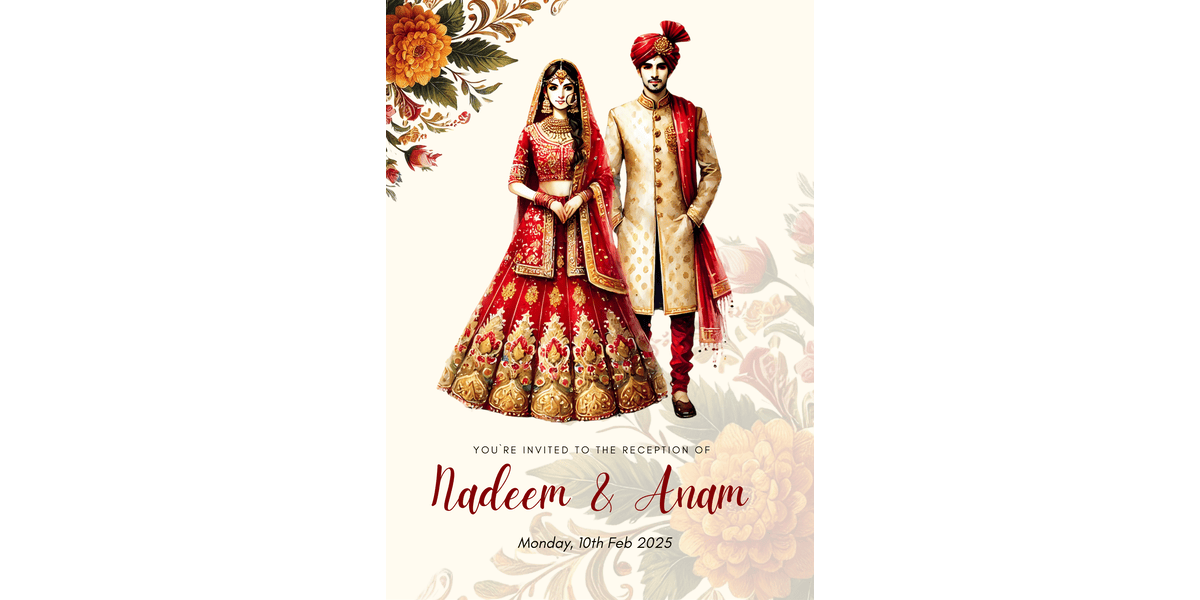 YOU'RE INVITED TO THE RECEPTION OF
Nadeem & Anam
Monday, 10th Feb 2025